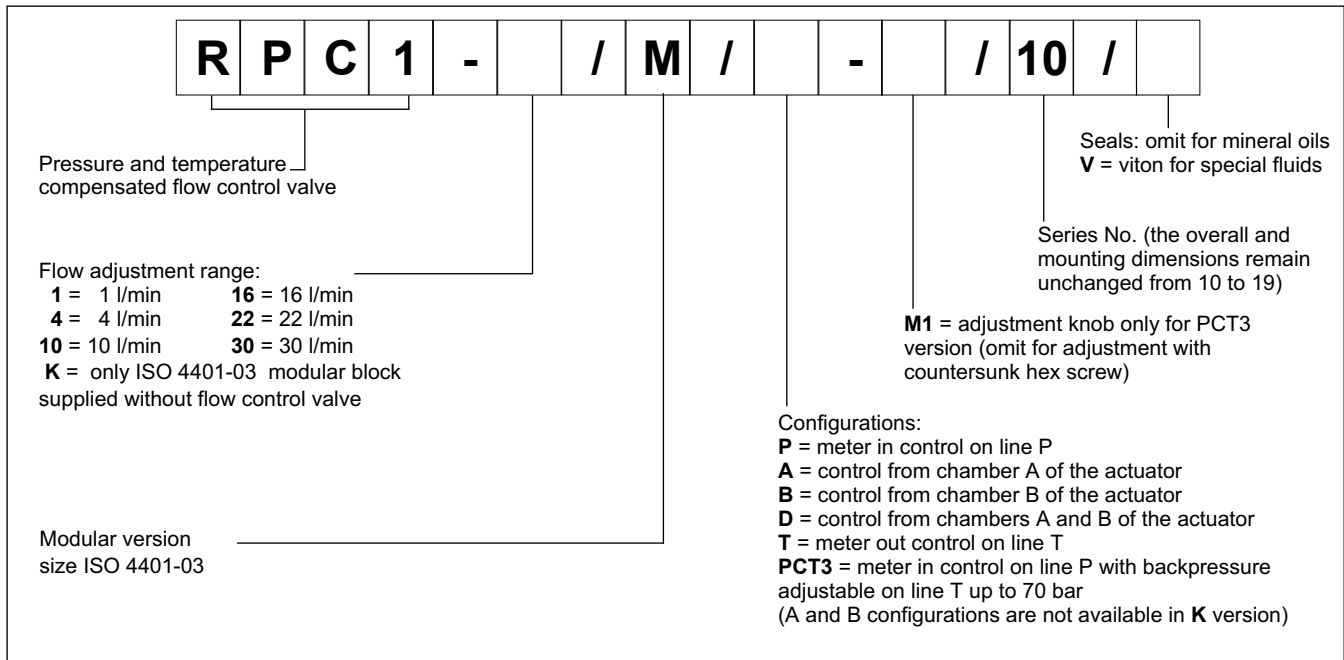 R P C 1 - / M / - / 10 /
Pressure and temperature
compensated flow control valve
Flow adjustment range:
1 = 1 l/min 16 = 16 l/min
4 = 4 l/min 22 = 22 l/min
10 = 10 l/min 30 = 30 l/min
K = only ISO 4401-03 modular block
supplied without flow control valve
Modular version
size ISO 4401-03
Seals: omit for mineral oils
V = viton for special fluids
Series No. (the overall and
mounting dimensions remain
unchanged from 10 to 19)
M1 = adjustment knob only for PCT3
version (omit for adjustment with
countersunk hex screw)
Configurations:
P = meter in control on line P
A = control from chamber A of the actuator
B = control from chamber B of the actuator
D = control from chambers A and B of the actuator
T = meter out control on line T
PCT3 = meter in control on line P with backpressure
adjustable on line T up to 70 bar
(A and B configurations are not available in K version)